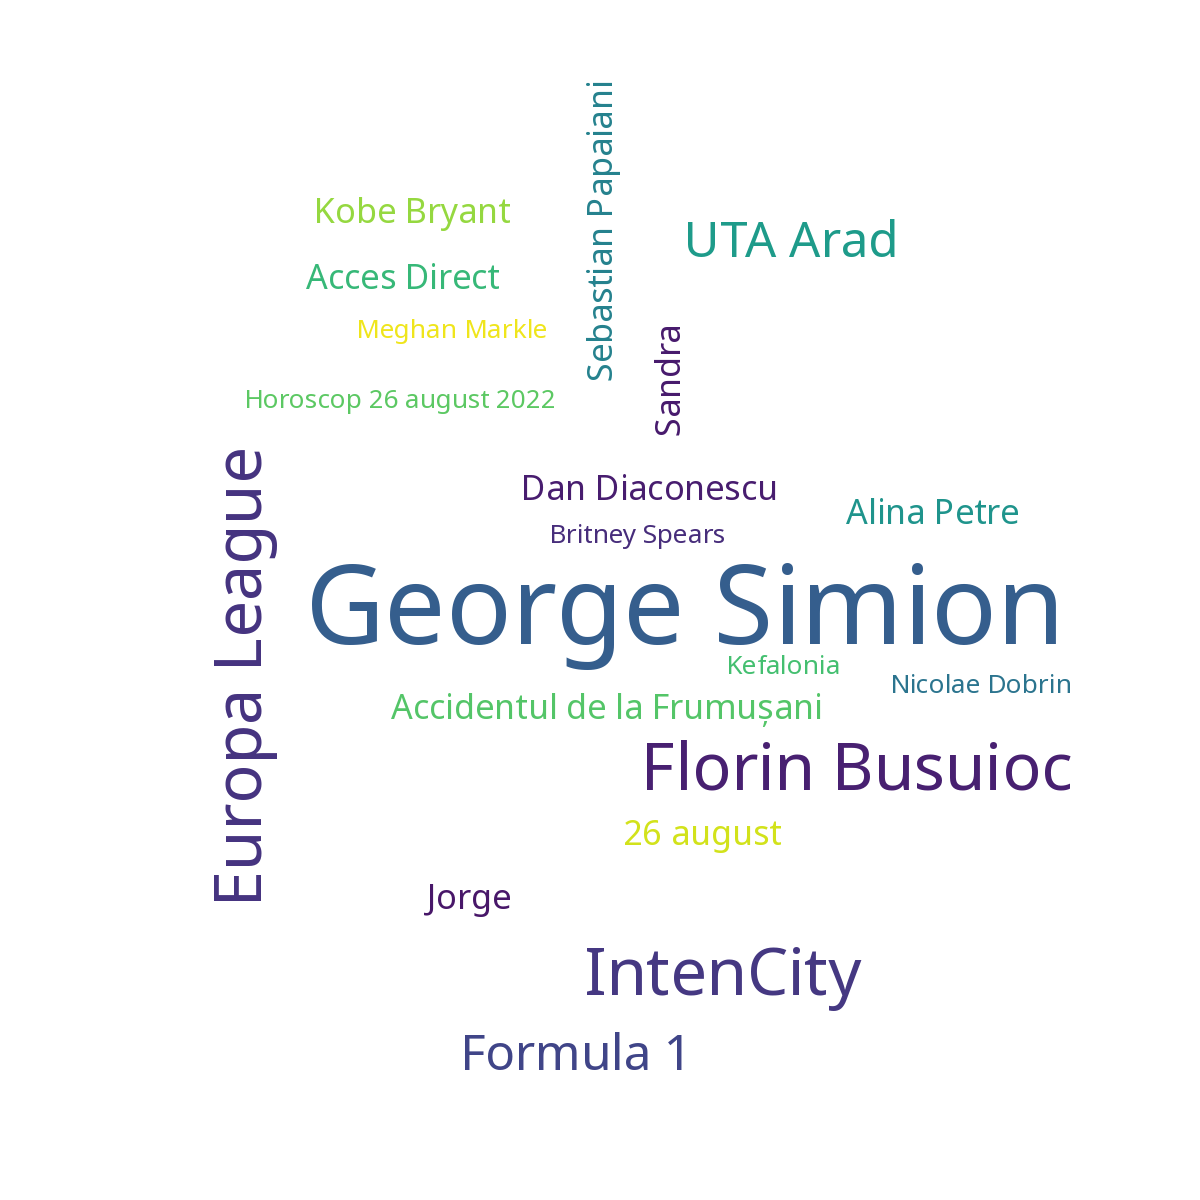 Sebastian Papaiani
Kobe Bryant
UTA Arad
Acces Direct
Meghan Markle
Sandra
Horoscop 26 august 2022
Europa League
Dan Diaconescu
Alina Petre
Britney Spears
George Simion
Kefalonia
Nicolae Dobrin
Accidentul de la Frumușani
Florin Busuioc
26 august
Jorge
IntenCity
Formula 1